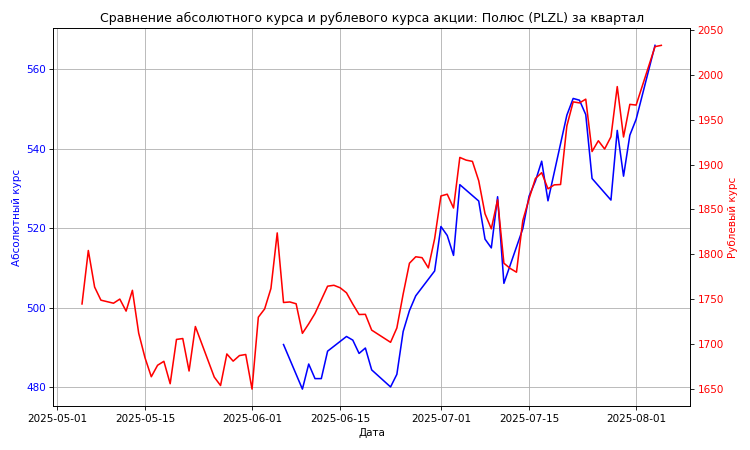 Сравнение абсолютного курса и рублевого курса акции: Полюс (PLZL) за квартал
560
540
520
500
480
Абсолютный курс
2050
2000
1950
1900
1850
1800
1750
1700
1650
Рублевый курс
2025-05-01 2025-05-15 2025-06-01 2025-06-15 2025-07-01 2025-07-15 2025-08-01
Дата